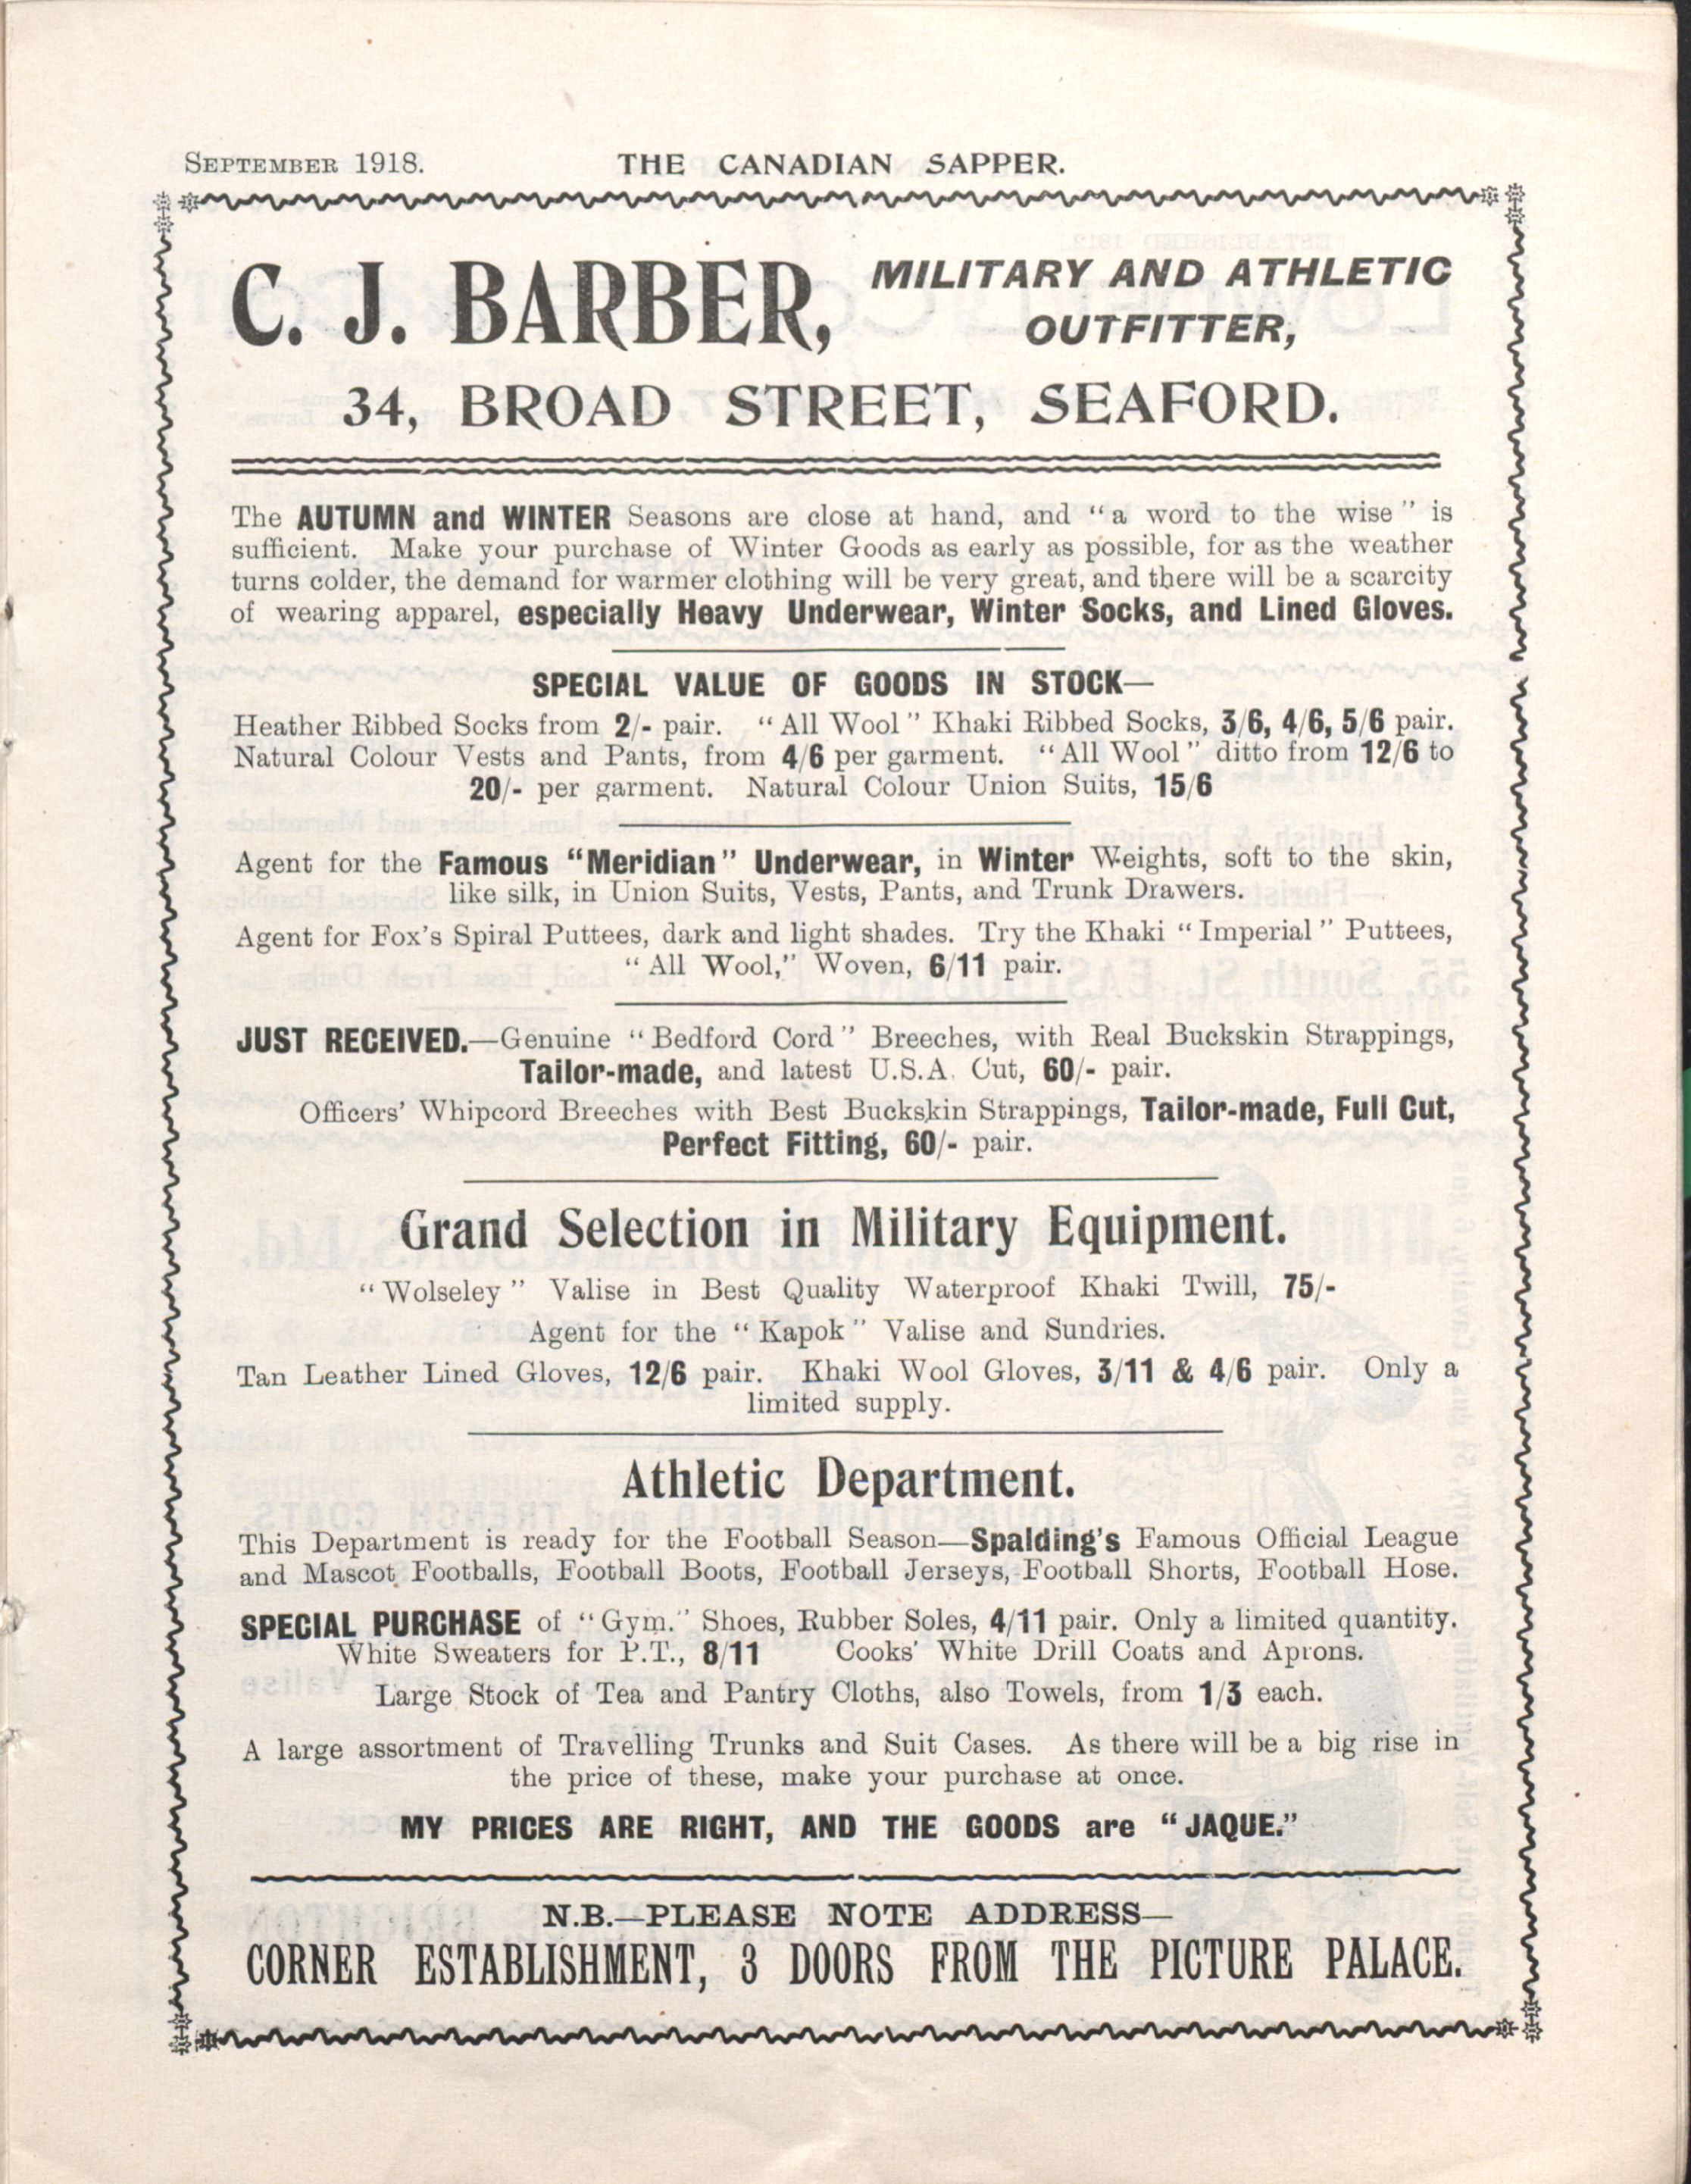 September 1918.
THE CANADIAN SAPPER.
C. J. BARBER,
MILITARY AND ATHLETIC
OUTFITTER,
34, BROAD STREET, SEAFORD.
The AUTUMN and WINTER Seasons are close at hand, and "a word to the wise" is
sufficient. Make your purchase of Winter Goods as early as possible, for as the weather
turns colder, the demand for warmer clothing will be very great, and there will be a scarcity
of wearing apparel, especially Heavy Underwear, Winter Socks, and Lined Gloves.
SPECIAL VALUE OF GOODS IN STOCK—
Heather Ribbed Socks from 2/- pair. "All Wool" Khaki Ribbed Socks, 3/6, 4/6, 5/6 pair.
Natural Colour Vests and Pants, from 4/6 per garment. "All Wool" ditto from 12/6 to
20/- per garment. Natural Colour Union Suits, 15/6
Agent for the Famous "Meridian" Underwear, in Winter Weights, soft to the skin,
like silk, in Union Suits, Vests, Pants, and Trunk Drawers.
Agent for Fox's Spiral Puttees, dark and light shades. Try the Khaki "Imperial" Puttees,
"All Wool," Woven, 6/11 pair.
JUST RECEIVED.—Genuine "Bedford Cord" Breeches, with Real Buckskin Strappings,
Tailor-made, and latest U.S.A. Cut, 60/- pair.
Officers' Whipcord Breeches with Best Buckskin Strappings, Tailor-made, Full Cut,
Perfect Fitting, 60/- pair.
Grand Selection in Military Equipment.
"Wolseley" Valise in Best Quality Waterproof Khaki Twill, 75/-
Agent for the "Kapok" Valise and Sundries.
Tan Leather Lined Gloves, 12/6 pair. Khaki Wool Gloves, 3/11 & 4/6 pair. Only a
limited supply.
Athletic Department.
This Department is ready for the Football Season—Spalding's Famous Official League
and Mascot Footballs, Football Boots, Football Jerseys, Football Shorts, Football Hose.
SPECIAL PURCHASE of "Gym." Shoes, Rubber Soles, 4/11 pair. Only a limited quantity.
White Sweaters for P.T., 8/11 Cooks' White Drill Coats and Aprons.
Large Stock of Tea and Pantry Cloths, also Towels, from 1/3 each.
A large assortment of Travelling Trunks and Suit Cases. As there will be a big rise in
the price of these, make your purchase at once.
MY PRICES ARE RIGHT, AND THE GOODS are "JAQUE."
N.B.—PLEASE NOTE ADDRESS—
CORNER ESTABLISHMENT, 3 DOORS FROM THE PICTURE PALACE.